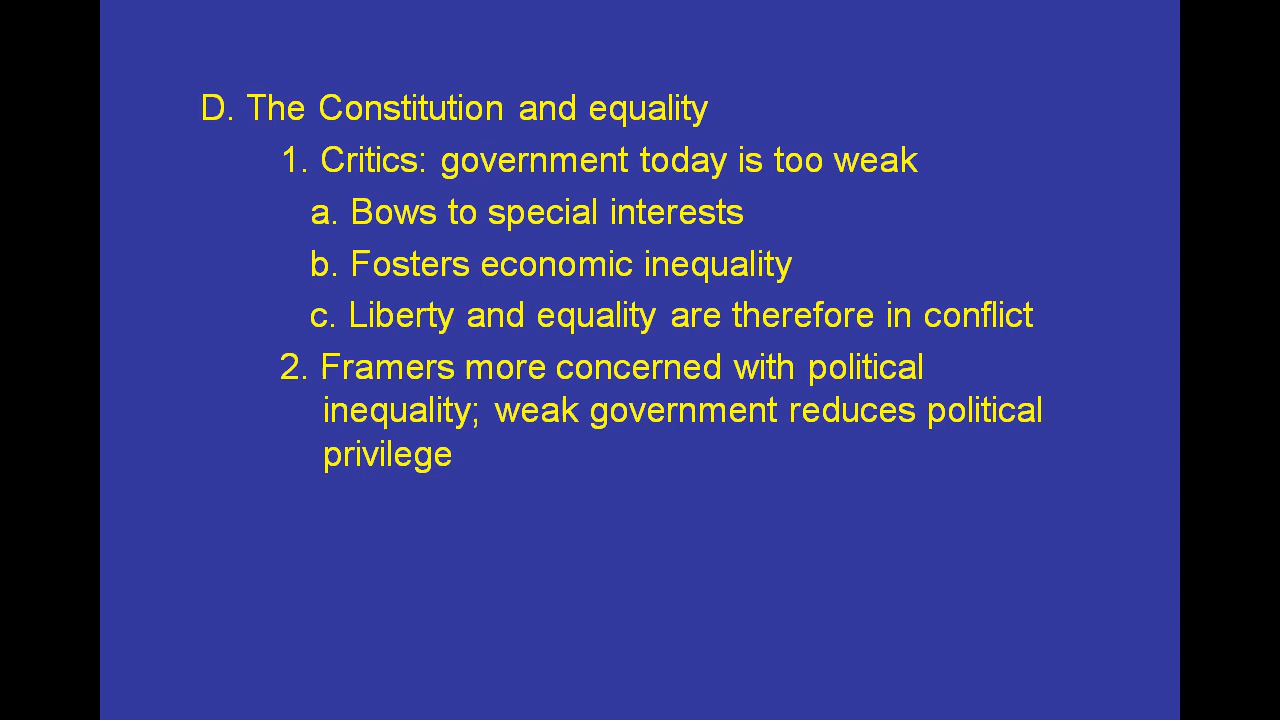 D. The Constitution and equality
1. Critics: government today is too weak
a. Bows to special interests
b. Fosters economic inequality
c. Liberty and equality are therefore in conflict
2. Framers more concerned with political
inequality; weak government reduces political
privilege